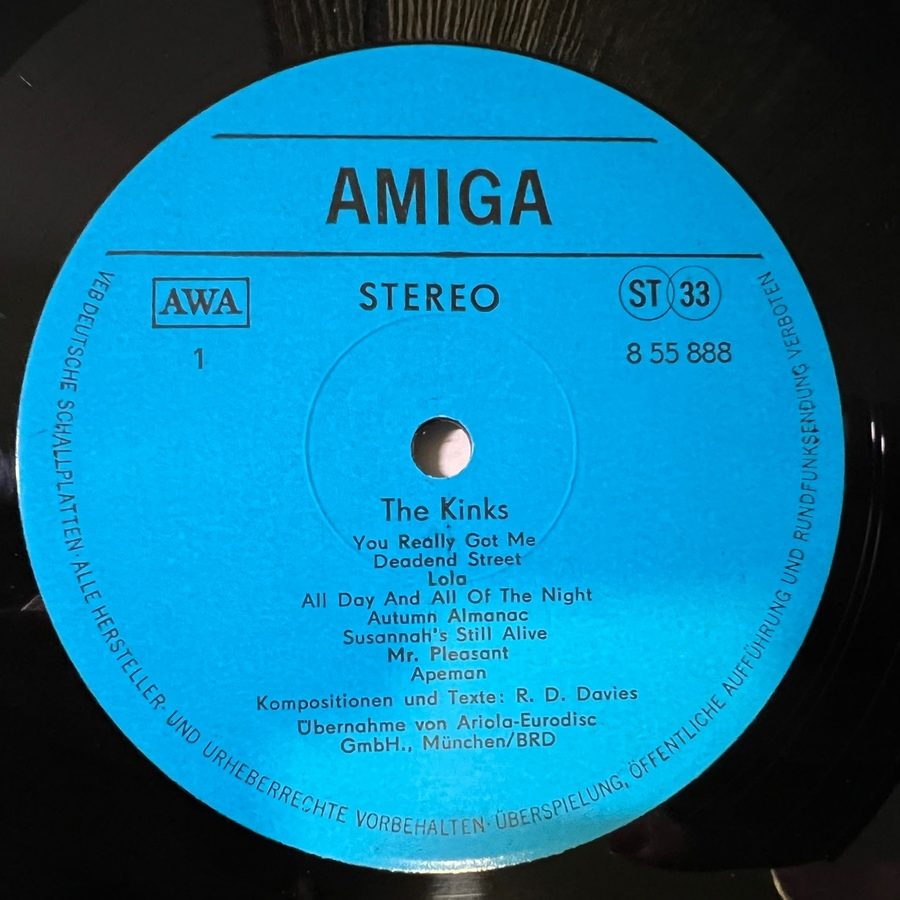 AMIGA
AWA
STEREO
ST 33
1
8 55 888
The Kinks
You Really Got Me
Deadend Street
Lola
All Day And All Of The Night
Autumn Almanac
Susannah's Still Alive
Mr. Pleasant
Apeman
Kompositionen und Texte: R. D. Davies
Übernahme von Ariola-Eurodisc
GmbH., München/BRD
VEB DEUTSCHE SCHALLPLATTEN · ALLE HERSTELLER- UND URHEBERRECHTE VORBEHALTEN · ÜBERSPIELUNG, ÖFFENTLICHE AUFFÜHRUNG UND RUNDFUNKSENDUNG VERBOTEN